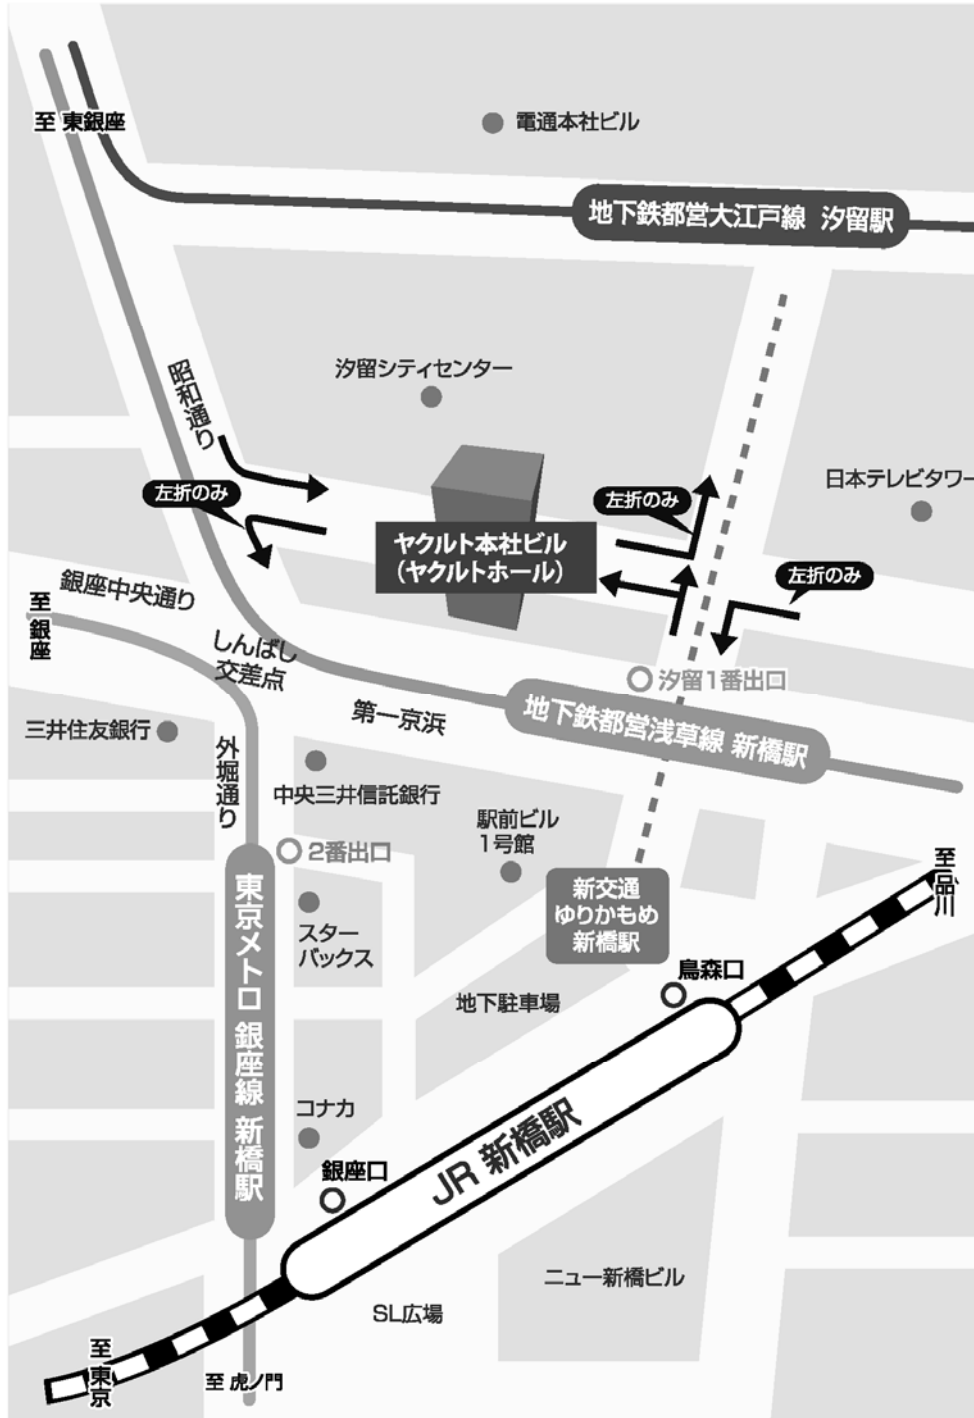 至 東銀座
電通本社ビル
地下鉄都営大江戸線 汐留駅
汐留シティセンター
昭和通り
日本テレビタワー
左折のみ
左折のみ
左折のみ
ヤクルト本社ビル
(ヤクルトホール)
銀座中央通り
至 銀座
しんばし
交差点
汐留1番出口
第一京浜
地下鉄都営浅草線 新橋駅
三井住友銀行
外堀通り
中央三井信託銀行
駅前ビル
1号館
2番出口
至 品川
東京メトロ 銀座線 新橋駅
新交通
ゆりかもめ
新橋駅
スター
バックス
烏森口
地下駐車場
コナカ
JR 新橋駅
銀座口
ニュー新橋ビル
SL広場
至 東京
至 虎ノ門